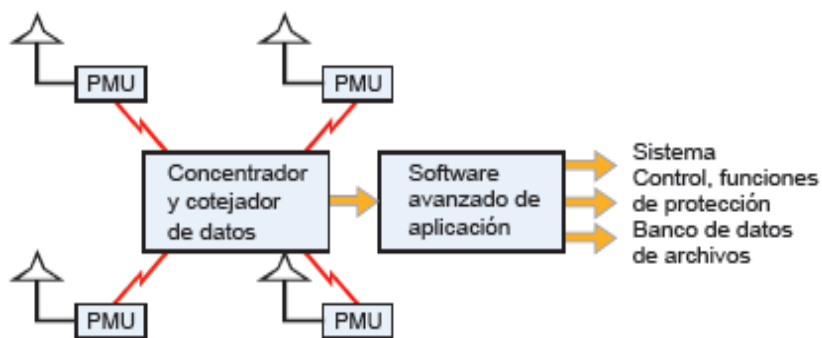 PMU
PMU
Concentrador
y cotejador
de datos
Software
avanzado de
aplicación
Sistema
Control, funciones
de protección
Banco de datos
de archivos
PMU
PMU